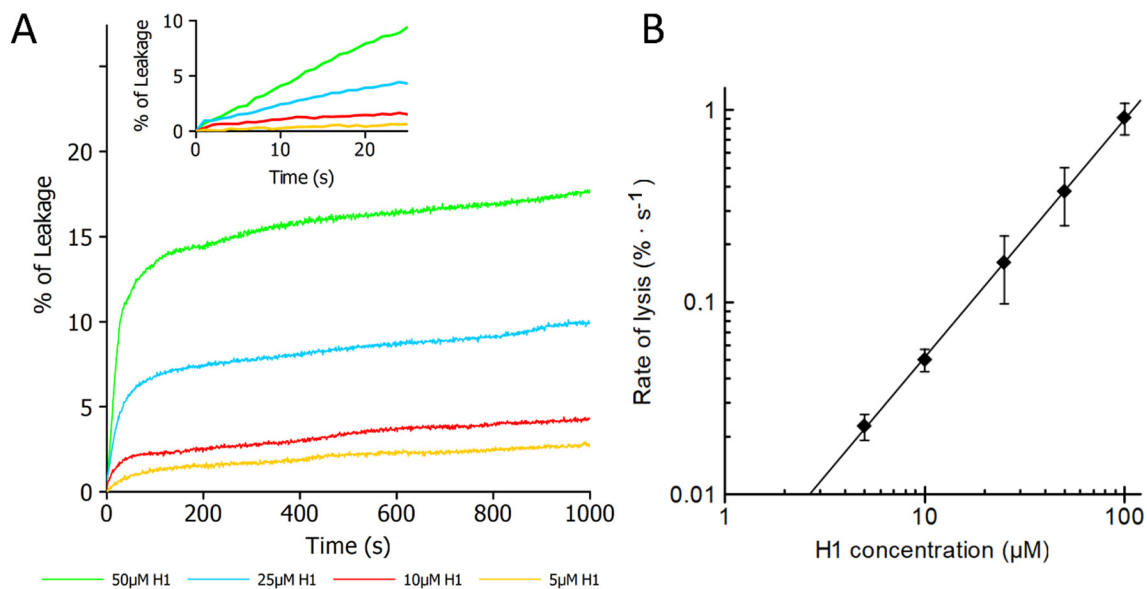 A
% of Leakage
10
5
0
0
10
20
Time (s)
% of Leakage
20
15
10
5
0
0
200
400
600
800
1000
Time (s)
50µM H1
25µM H1
10µM H1
5µM H1
B
Rate of lysis (% · s⁻¹ )
1
0.1
0.01
1
10
100
H1 concentration (µM)